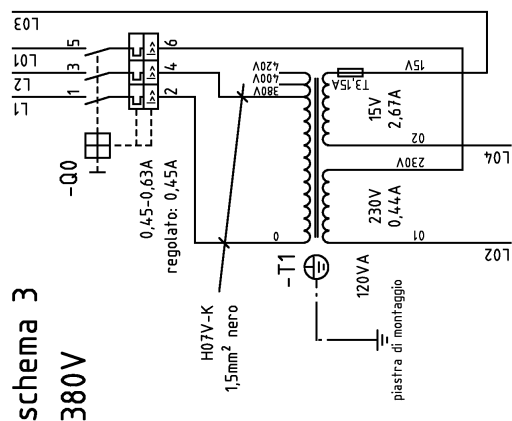 L03
L01
L2
L1
5
3
1
6
4
2
-Q0
0,45-0,63A
regolato: 0,45A
420V
400V
380V
0
T3,15A
15V
15V
2,67A
02
230V
230V
0,44A
01
L04
L02
-T1
120VA
H07V-K
1,5mm² nero
piastra di montaggio
schema 3
380V